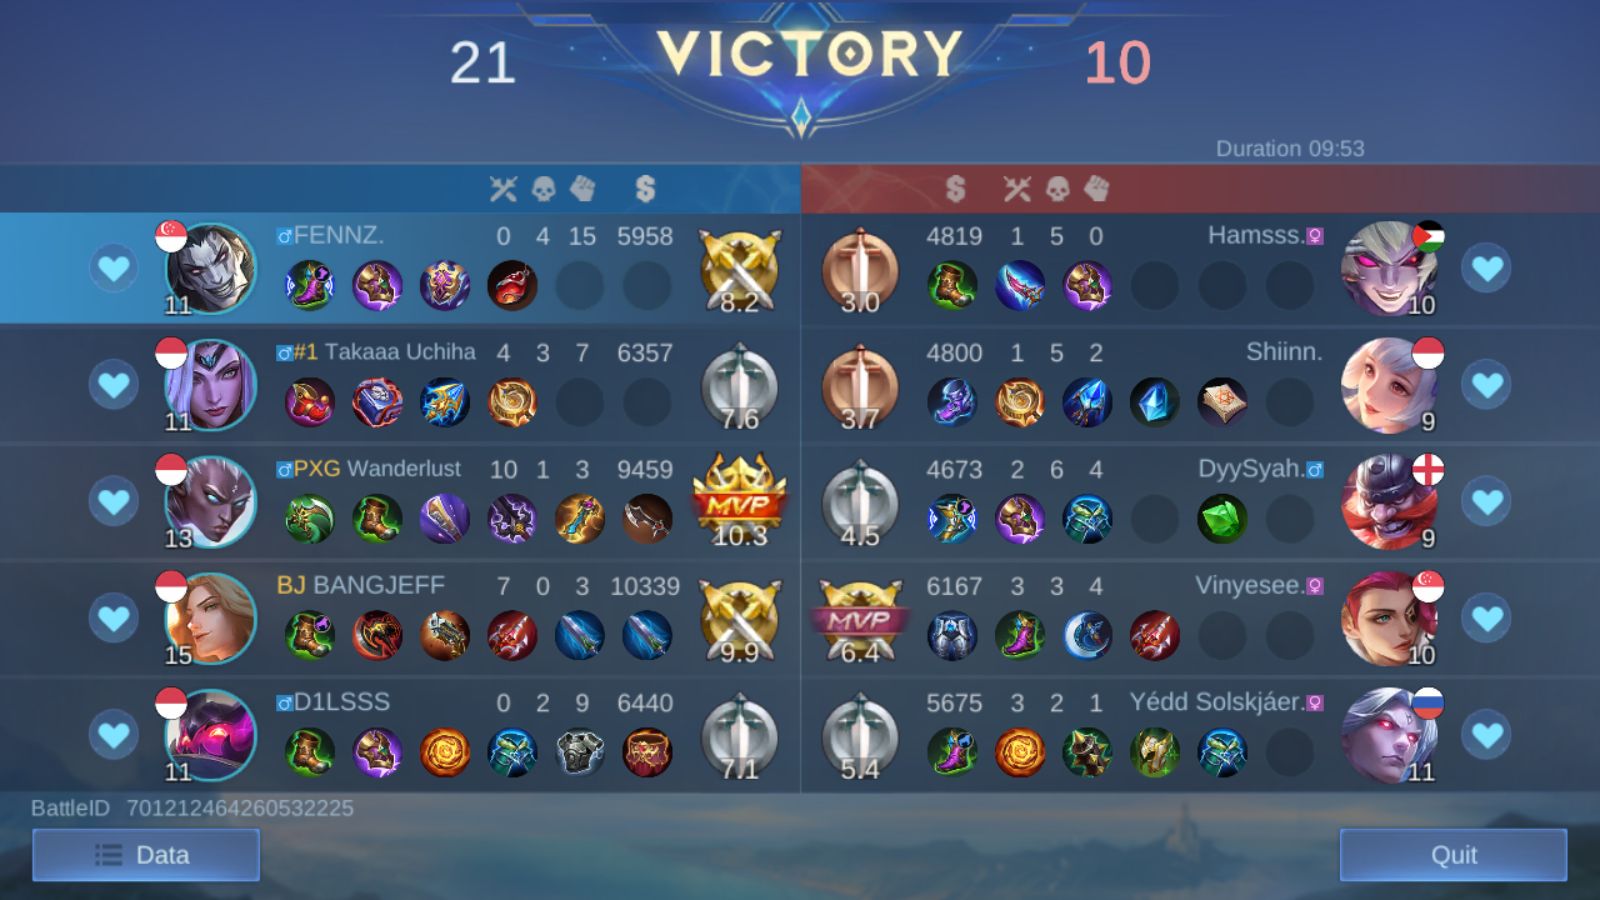 21 VICTORY 10
Duration 09:53
FENNZ. 0 4 15 5958
11 8.2
4819 1 5 0 Hamsss.
3.0 10
#1 Takaaa Uchiha 4 3 7 6357
11 7.6
4800 1 5 2 Shiinn.
3.7 9
PXG Wanderlust 10 1 3 9459
MVP
13 10.3
4673 2 6 4 DyySyah.
4.5 9
BJ BANGJEFF 7 0 3 10339
15 9.9
6167 3 3 4 Vinyesee.
MVP
6.4 10
D1LSSS 0 2 9 6440
11 7.1
5675 3 2 1 Yédd Solskjáer.
5.4 11
BattleID 701212464260532225
Data
Quit